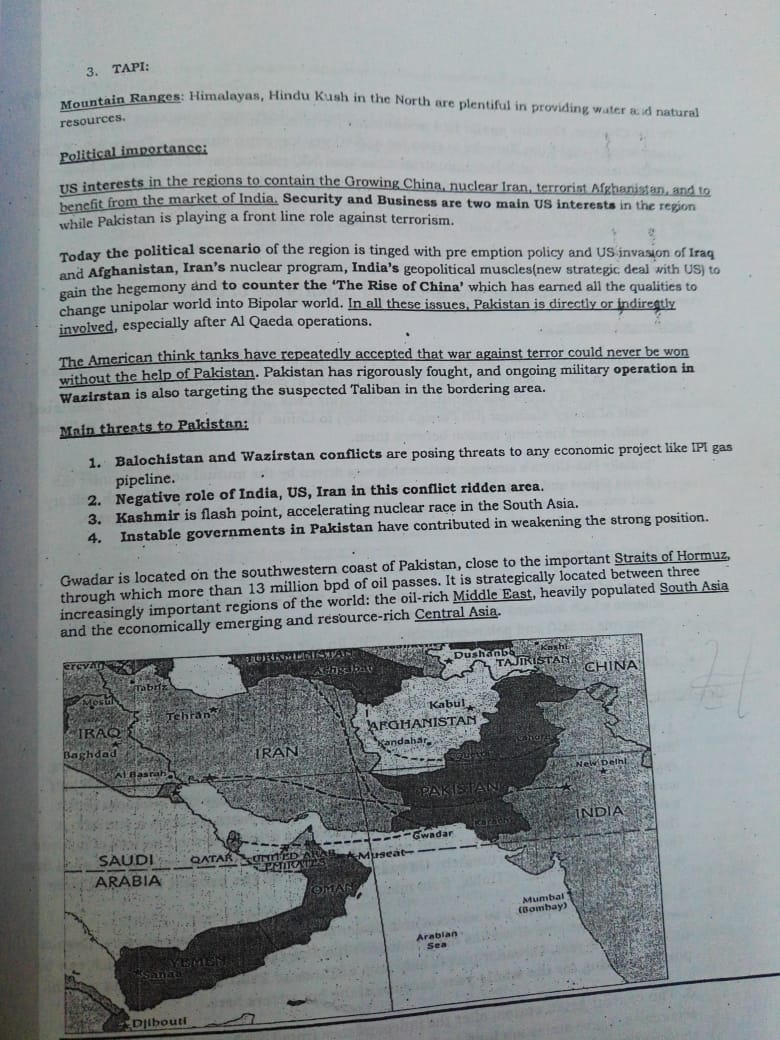 3. TAPI:
Mountain Ranges: Himalayas, Hindu Kush in the North are plentiful in providing water and natural
resources.
Political importance:
US interests in the regions to contain the Growing China, nuclear Iran, terrorist Afghanistan, and to
benefit from the market of India. Security and Business are two main US interests in the region
while Pakistan is playing a front line role against terrorism.
Today the political scenario of the region is tinged with pre emption policy and US invasion of Iraq
and Afghanistan, Iran's nuclear program, India's geopolitical muscles(new strategic deal with US) to
gain the hegemony and to counter the 'The Rise of China' which has earned all the qualities to
change unipolar world into Bipolar world. In all these issues, Pakistan is directly or indirectly
involved, especially after Al Qaeda operations.
The American think tanks have repeatedly accepted that war against terror could never be won
without the help of Pakistan. Pakistan has rigorously fought, and ongoing military operation in
Wazirstan is also targeting the suspected Taliban in the bordering area.
Main threats to Pakistan:
1. Balochistan and Wazirstan conflicts are posing threats to any economic project like IPI gas
pipeline.
2. Negative role of India, US, Iran in this conflict ridden area.
3. Kashmir is flash point, accelerating nuclear race in the South Asia.
4. Instable governments in Pakistan have contributed in weakening the strong position.
Gwadar is located on the southwestern coast of Pakistan, close to the important Straits of Hormuz,
through which more than 13 million bpd of oil passes. It is strategically located between three
increasingly important regions of the world: the oil-rich Middle East, heavily populated South Asia
and the economically emerging and resource-rich Central Asia.
TURKMENISTAN
Ashgabat
Dushanbe
Kashi
TAJIKISTAN
CHINA
Tabriz
Mosul
Tehran
Kabul
AFGHANISTAN
IRAQ
Baghdad
IRAN
Kandahar
Lahore
Al Basrah
New Delhi
PAKISTAN
INDIA
Karachi
Gwadar
SAUDI
ARABIA
QATAR
UNITED ARAB
EMIRATES
Muscat
OMAN
Mumbai
(Bombay)
Arabian
Sea
YEMEN
Sanaa
Djibouti